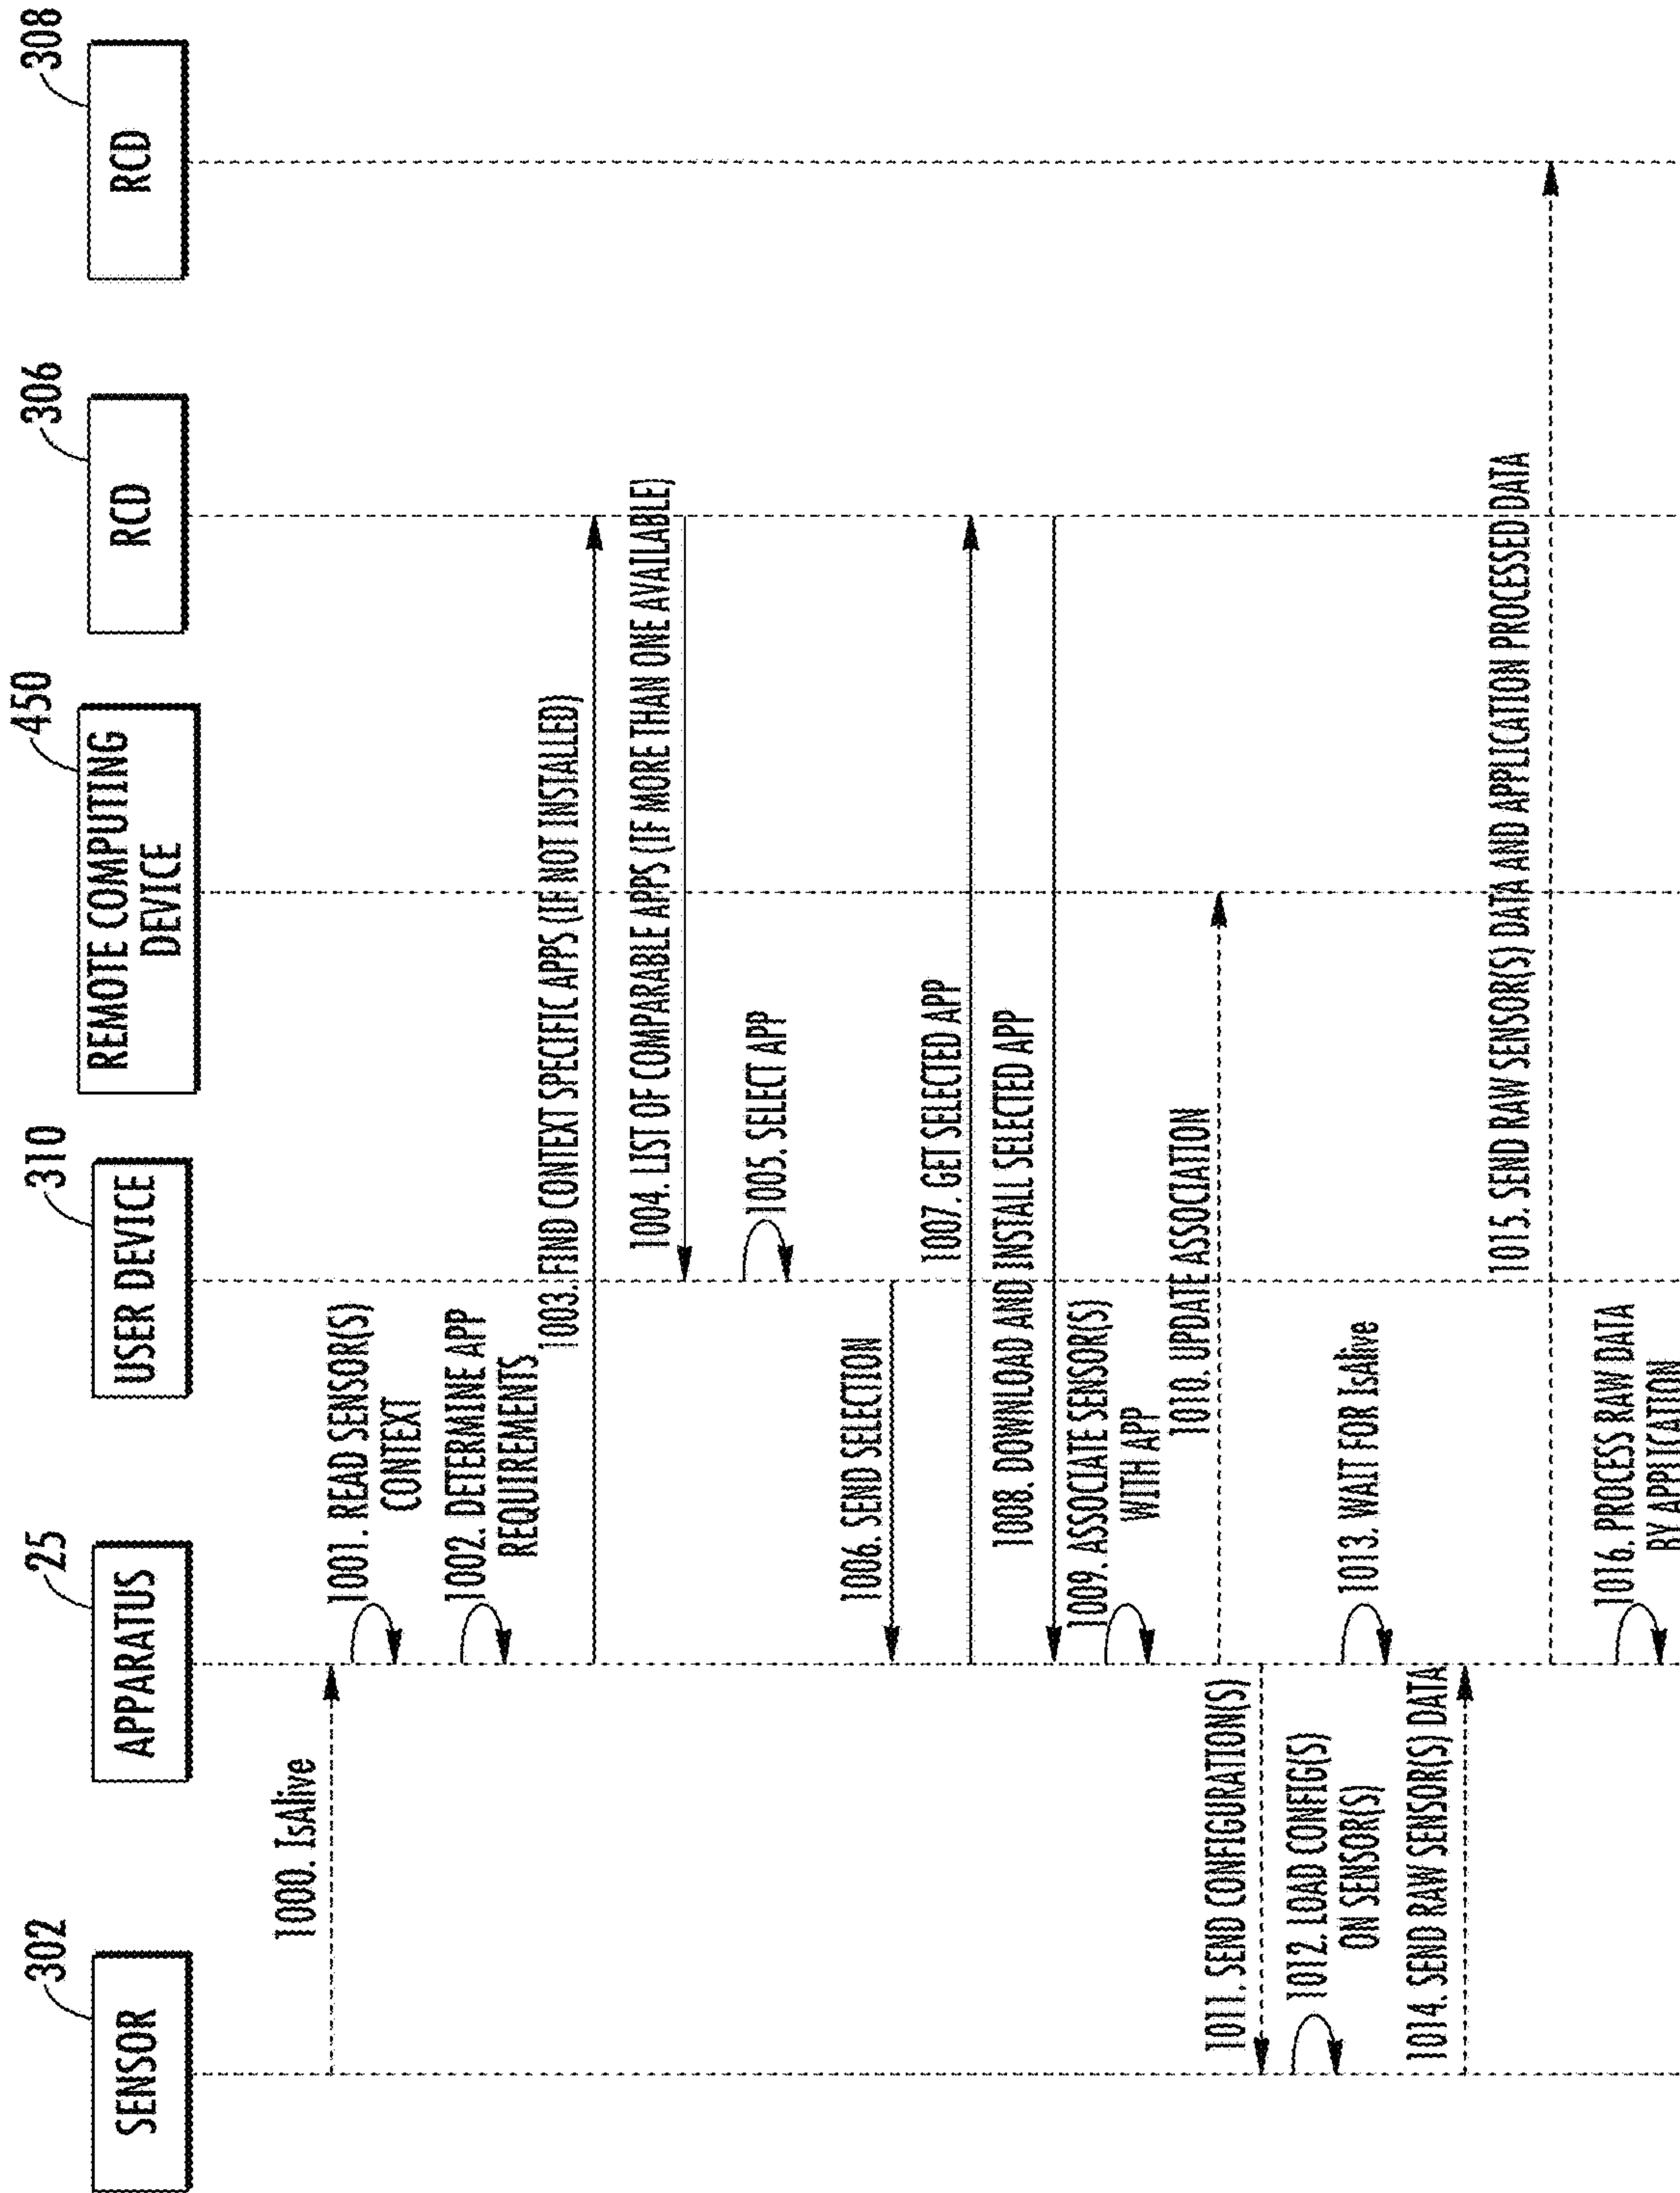 SENSOR
302
APPARATUS
25
USER DEVICE
310
REMOTE COMPUTING
DEVICE
450
RCD
306
RCD
308
1000. IsAlive
1001. READ SENSOR(S)
CONTEXT
1002. DETERMINE APP
REQUIREMENTS
1003. FIND CONTEXT SPECIFIC APPS (IF NOT INSTALLED)
1004. LIST OF COMPARABLE APPS (IF MORE THAN ONE AVAILABLE)
1005. SELECT APP
1006. SEND SELECTION
1007. GET SELECTED APP
1008. DOWNLOAD AND INSTALL SELECTED APP
1009. ASSOCIATE SENSOR(S)
WITH APP
1010. UPDATE ASSOCIATION
1011. SEND CONFIGURATION(S)
1012. LOAD CONFIG(S)
ON SENSOR(S)
1013. WAIT FOR IsAlive
1014. SEND RAW SENSOR(S) DATA
1015. SEND RAW SENSOR(S) DATA AND APPLICATION PROCESSED DATA
1016. PROCESS RAW DATA
BY APPLICATION